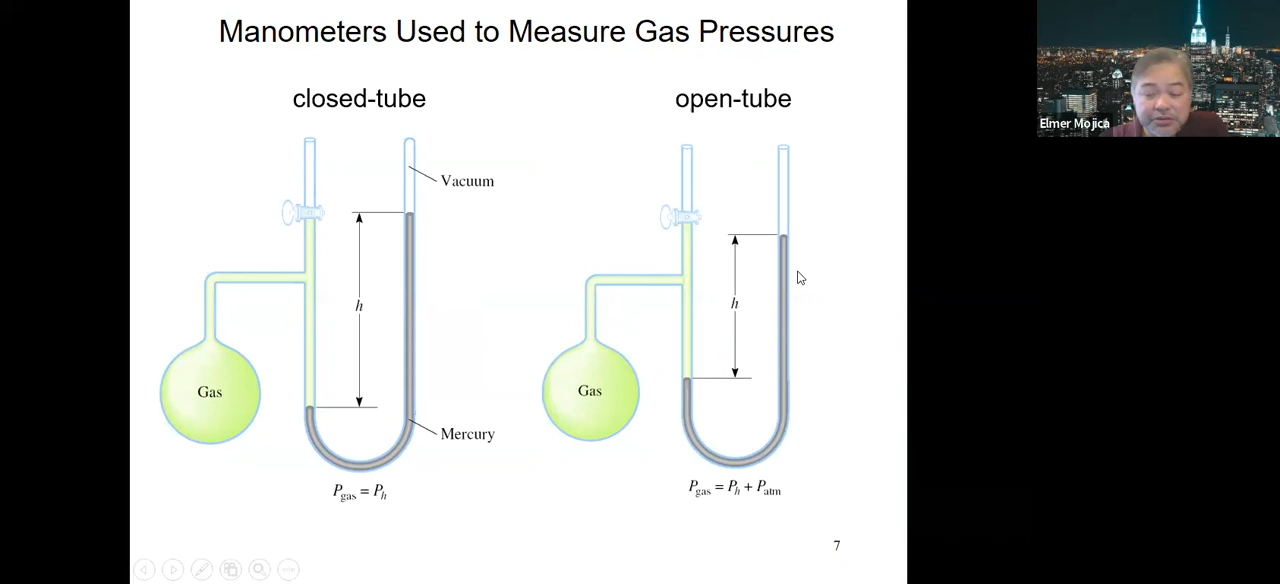 Manometers Used to Measure Gas Pressures
closed-tube
open-tube
Elmer Mojica
Vacuum
h
h
Gas
Gas
Mercury
Pgas = Ph
Pgas = Ph + Patm
7